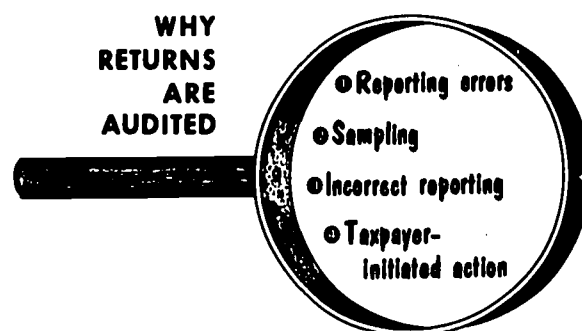 WHY
RETURNS
ARE
AUDITED
Reporting errors
Sampling
Incorrect reporting
Taxpayer-
initiated action